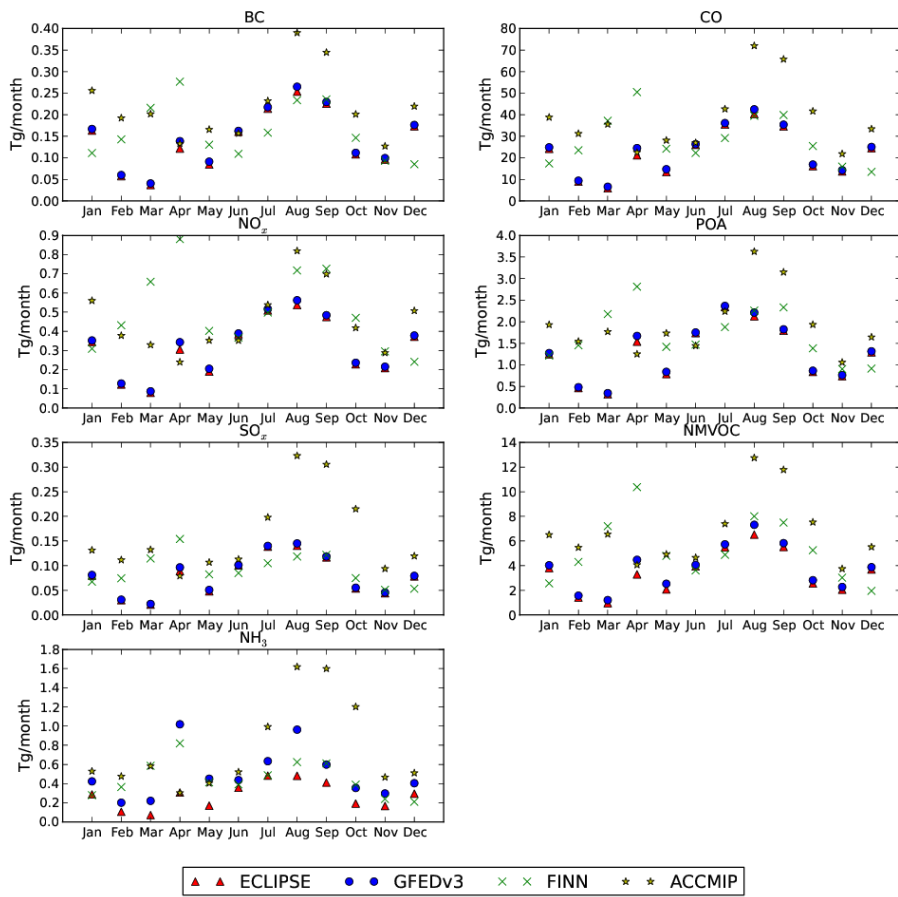 BC
Tg/month
0.40
0.35
0.30
0.25
0.20
0.15
0.10
0.05
0.00
Jan Feb Mar Apr May Jun Jul Aug Sep Oct Nov Dec
CO
Tg/month
80
70
60
50
40
30
20
10
0
Jan Feb Mar Apr May Jun Jul Aug Sep Oct Nov Dec
NOx
Tg/month
0.9
0.8
0.7
0.6
0.5
0.4
0.3
0.2
0.1
0.0
Jan Feb Mar Apr May Jun Jul Aug Sep Oct Nov Dec
POA
Tg/month
4.0
3.5
3.0
2.5
2.0
1.5
1.0
0.5
0.0
Jan Feb Mar Apr May Jun Jul Aug Sep Oct Nov Dec
SOx
Tg/month
0.35
0.30
0.25
0.20
0.15
0.10
0.05
0.00
Jan Feb Mar Apr May Jun Jul Aug Sep Oct Nov Dec
NMVOC
Tg/month
14
12
10
8
6
4
2
0
Jan Feb Mar Apr May Jun Jul Aug Sep Oct Nov Dec
NH3
Tg/month
1.8
1.6
1.4
1.2
1.0
0.8
0.6
0.4
0.2
0.0
Jan Feb Mar Apr May Jun Jul Aug Sep Oct Nov Dec
ECLIPSE GFEDv3 FINN ACCMIP